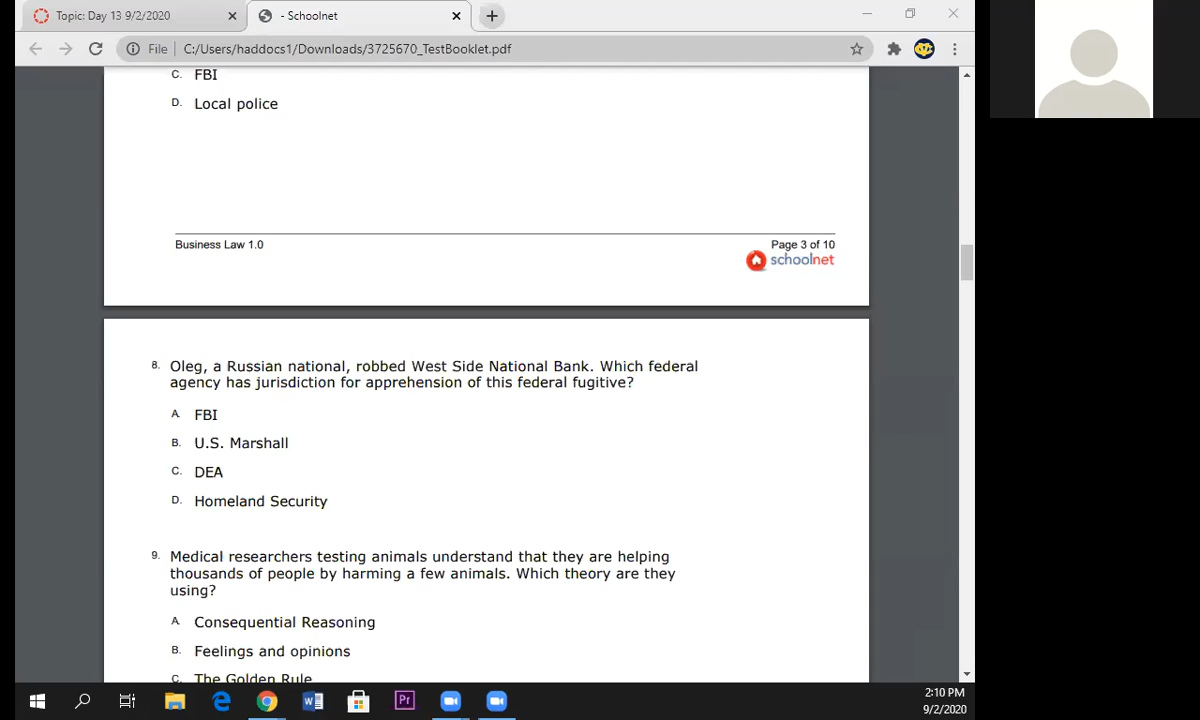 Topic: Day 13 9/2/2020
- Schoolnet
File
C:/Users/haddocs1/Downloads/3725670_TestBooklet.pdf
C. FBI
D. Local police
Business Law 1.0
Page 3 of 10
schoolnet
8. Oleg, a Russian national, robbed West Side National Bank. Which federal
agency has jurisdiction for apprehension of this federal fugitive?
A. FBI
B. U.S. Marshall
C. DEA
D. Homeland Security
9. Medical researchers testing animals understand that they are helping
thousands of people by harming a few animals. Which theory are they
using?
A. Consequential Reasoning
B. Feelings and opinions
C. The Golden Rule
Pr
2:10 PM
9/2/2020